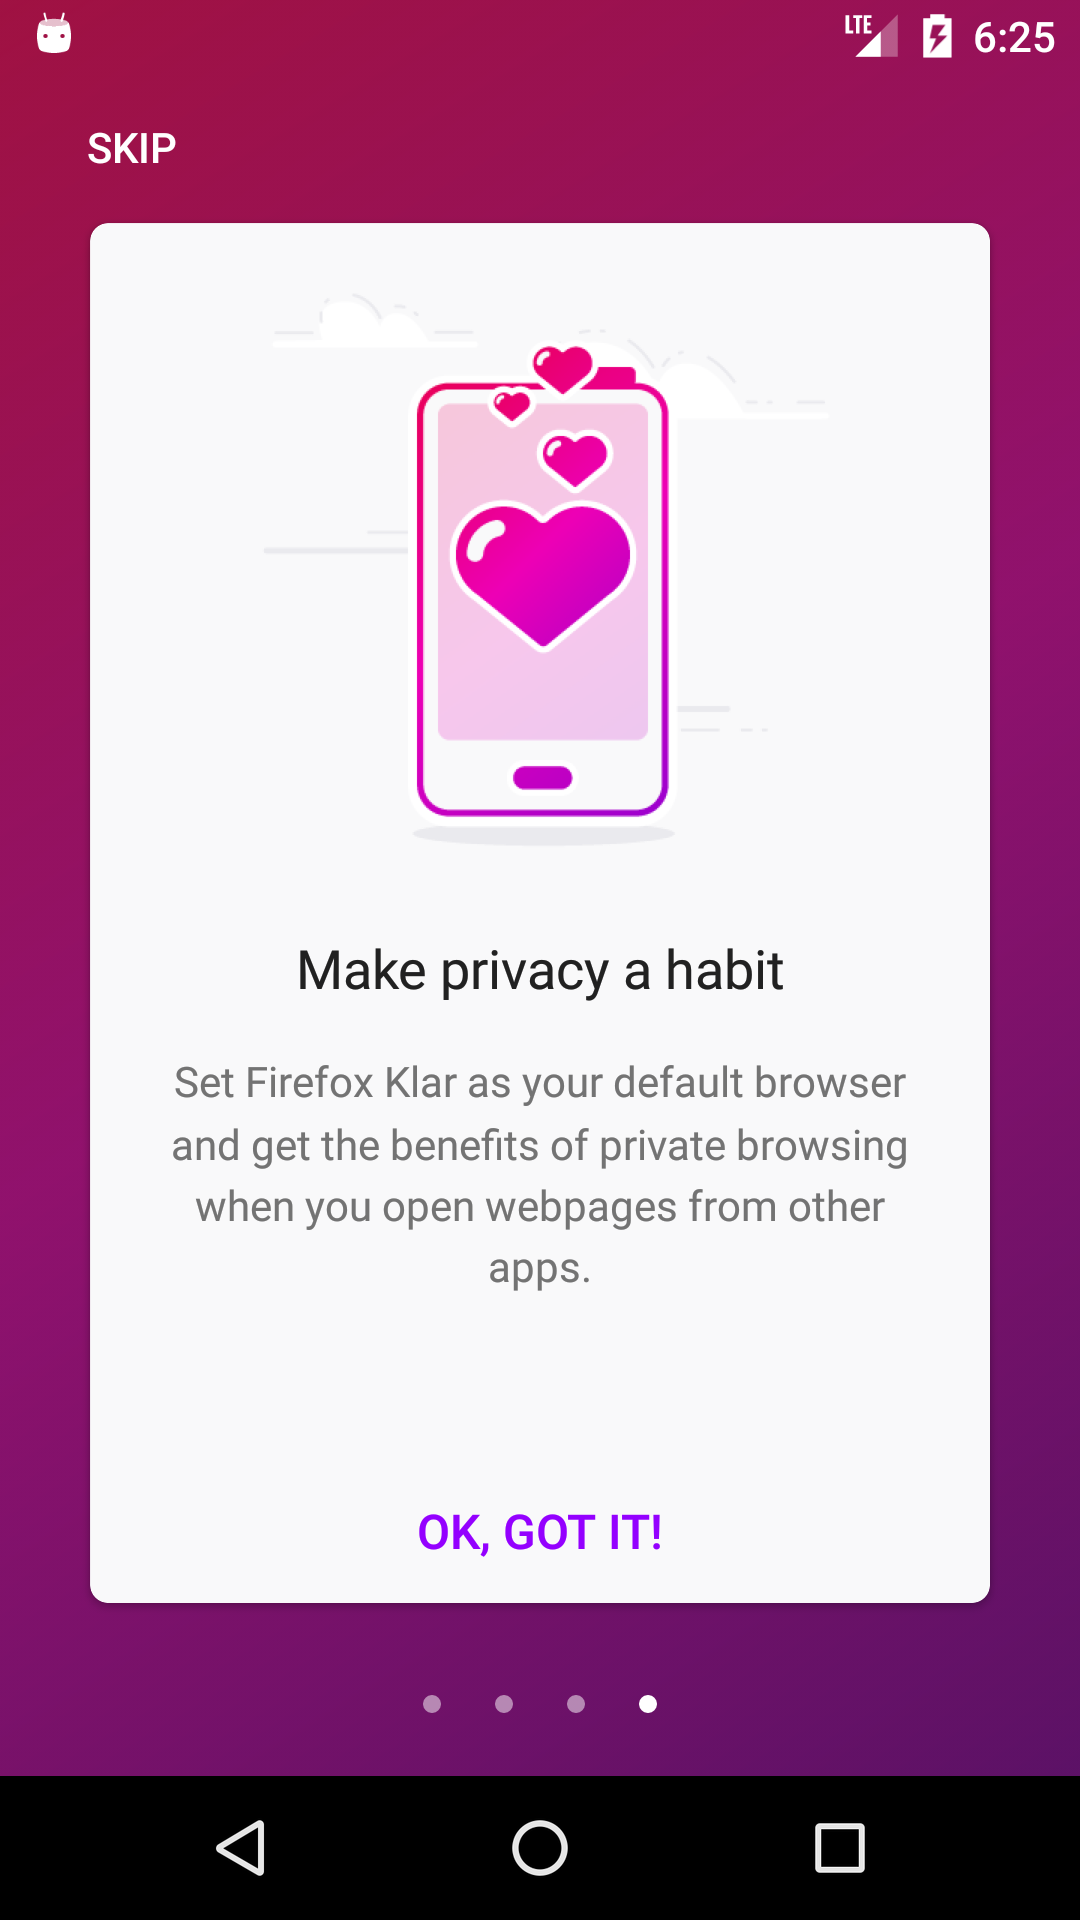 LTE 6:25
SKIP
Make privacy a habit
Set Firefox Klar as your default browser
and get the benefits of private browsing
when you open webpages from other
apps.
OK, GOT IT!